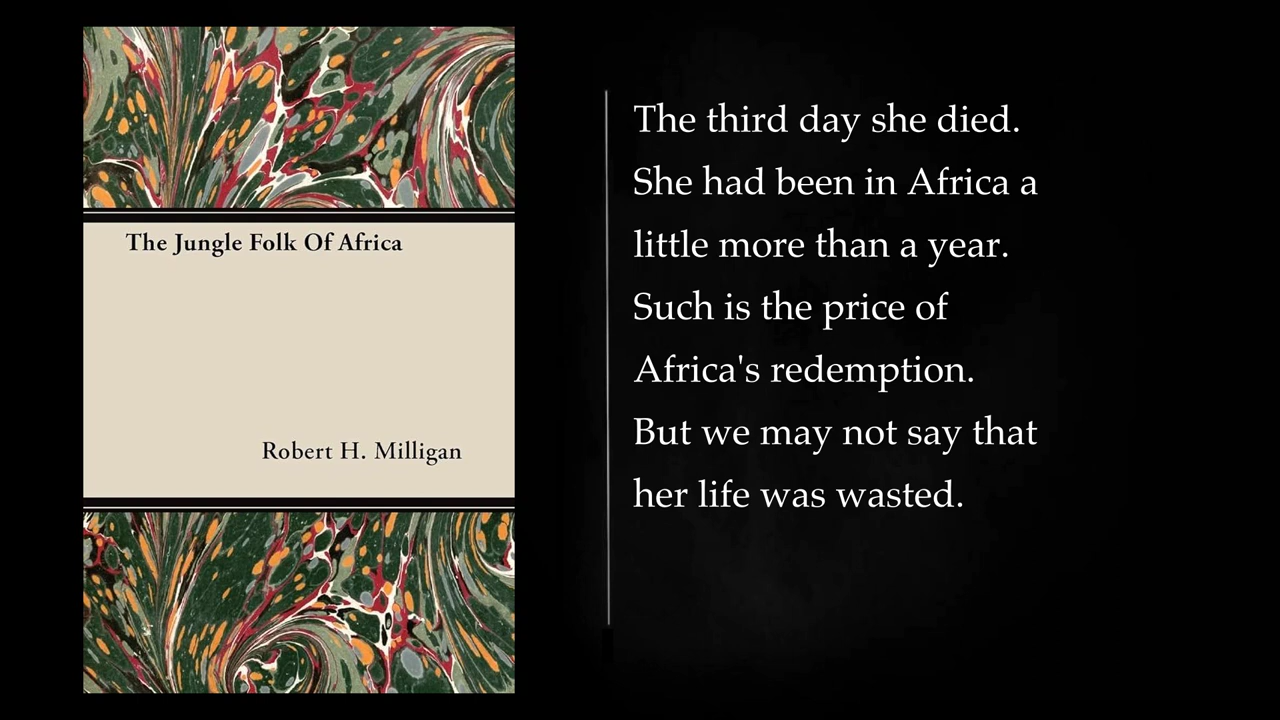 The Jungle Folk Of Africa
Robert H. Milligan
The third day she died.
She had been in Africa a
little more than a year.
Such is the price of
Africa's redemption.
But we may not say that
her life was wasted.